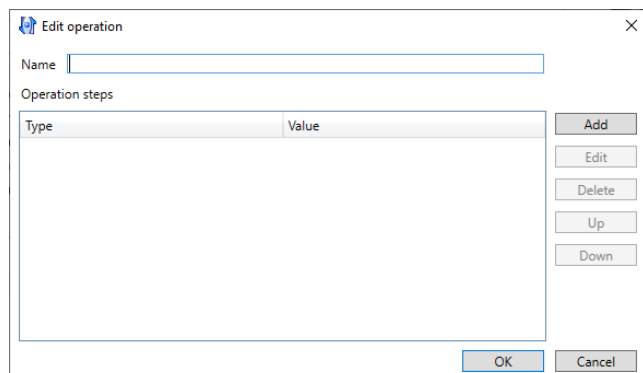 Edit operation
Name
Operation steps
Type Value
Add
Edit
Delete
Up
Down
OK Cancel